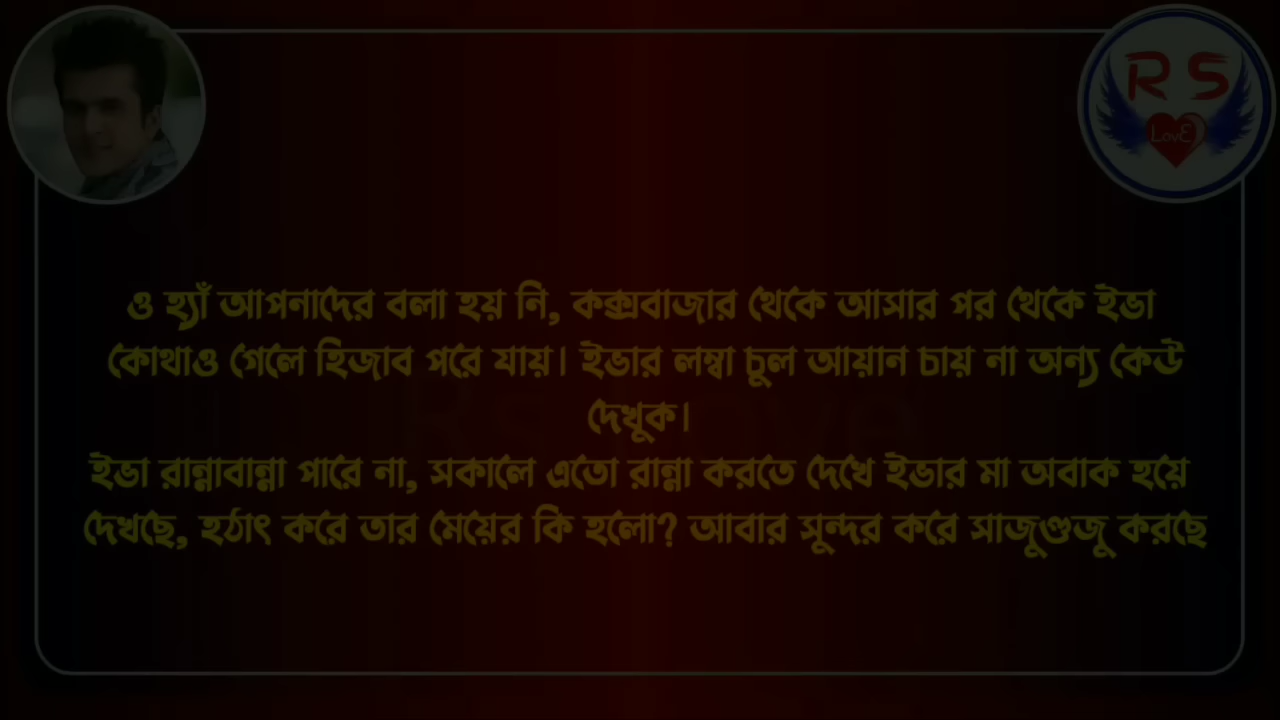 R S
Love
ও হ্যাঁ আপনাদের বলা হয় নি, কক্সবাজার থেকে আসার পর থেকে ইভা
কোথাও গেলে হিজাব পরে যায়। ইভার লম্বা চুল আয়ান চায় না অন্য কেউ
দেখুক।
ইভা রান্নাবান্না পারে না, সকালে এতো রান্না করতে দেখে ইভার মা অবাক হয়ে
দেখছে, হঠাৎ করে তার মেয়ের কি হলো? আবার সুন্দর করে সাজুগুজু করছে